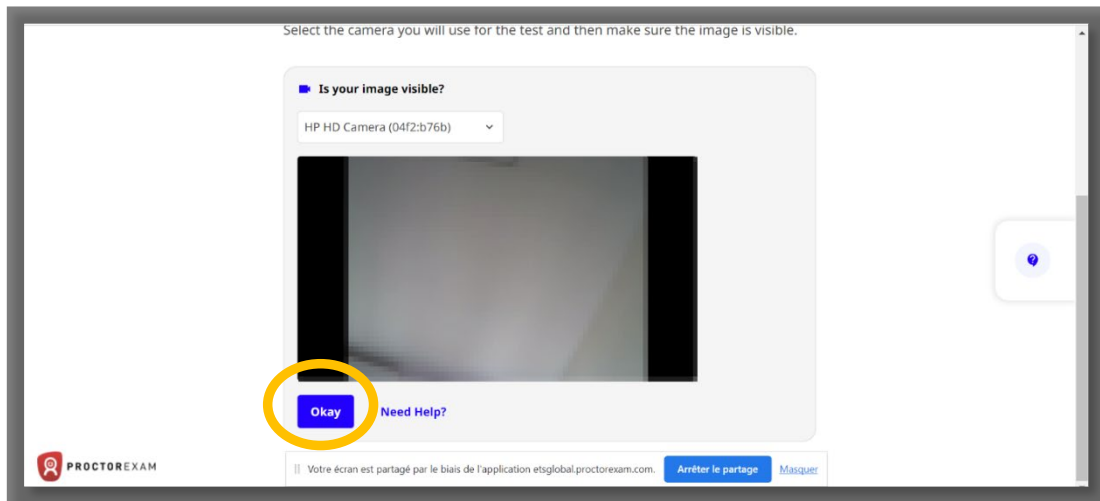 Select the camera you will use for the test and then make sure the image is visible.
Is your image visible?
HP HD Camera (04f2:b76b)
Okay Need Help?
PROCTOREXAM
Votre écran est partagé par le biais de l'application etsglobal.proctorexam.com. Arrêter le partage Masquer